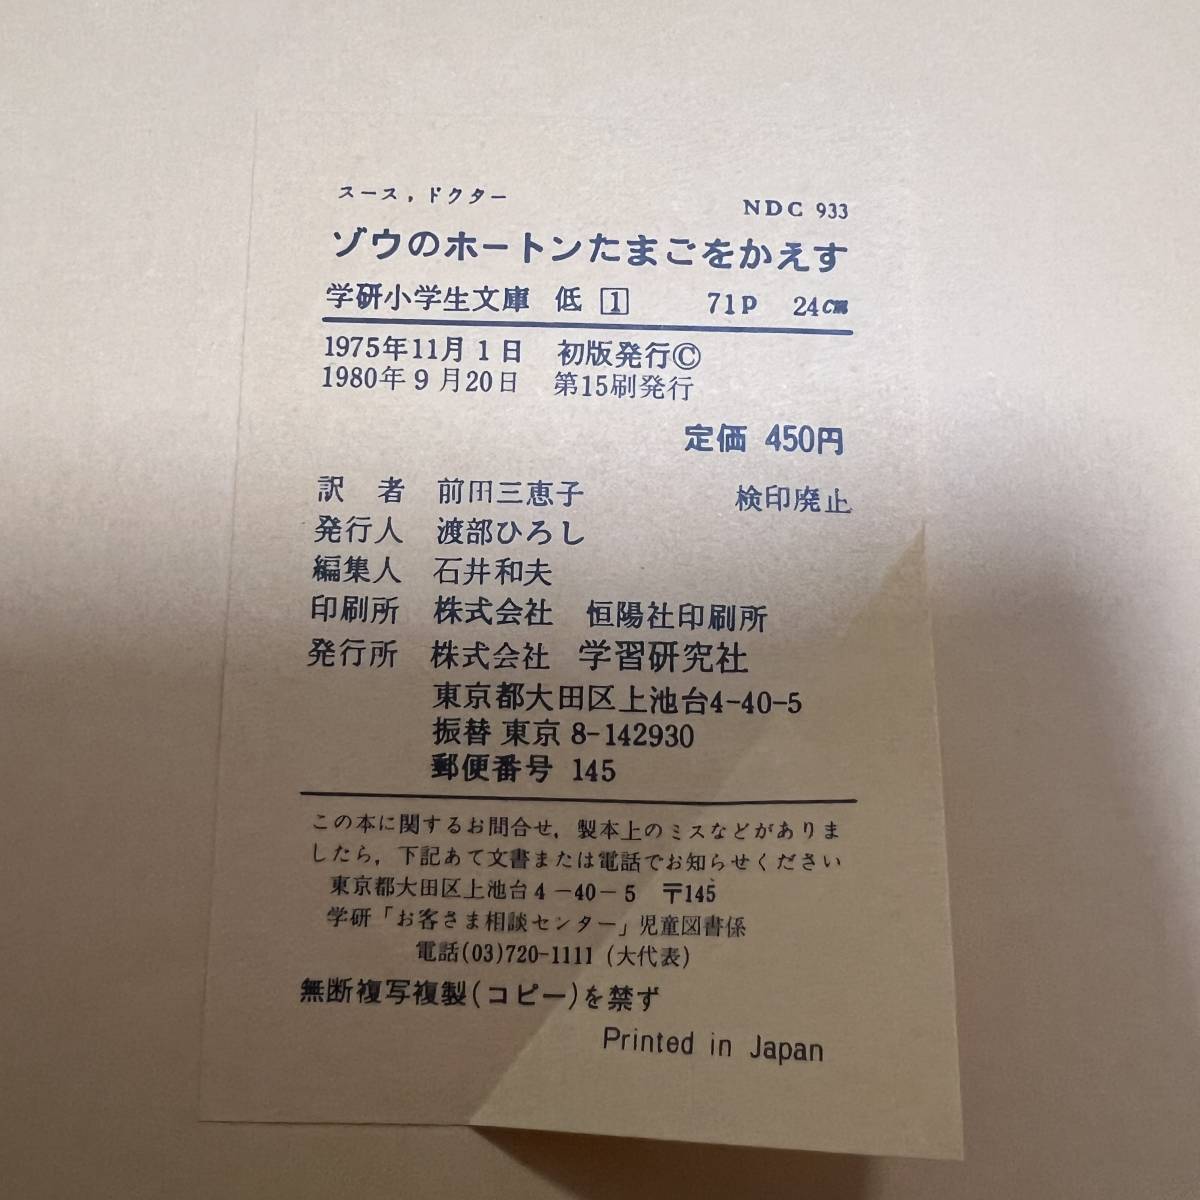 スース，ドクター　NDC 933
ゾウのホートンたまごをかえす
学研小学生文庫　低 1　71P　24cm
1975年11月1日　初版発行©
1980年9月20日　第15刷発行
定価 450円
訳　者　前田三恵子　検印廃止
発行人　渡部ひろし
編集人　石井和夫
印刷所　株式会社　恒陽社印刷所
発行所　株式会社　学習研究社
東京都大田区上池台4-40-5
振替 東京 8-142930
郵便番号 145
この本に関するお問合せ，製本上のミスなどがありま
したら，下記あて文書または電話でお知らせください
東京都大田区上池台4－40－5　〒145
学研「お客さま相談センター」児童図書係
電話(03)720-1111（大代表）
無断複写複製(コピー)を禁ず
Printed in Japan